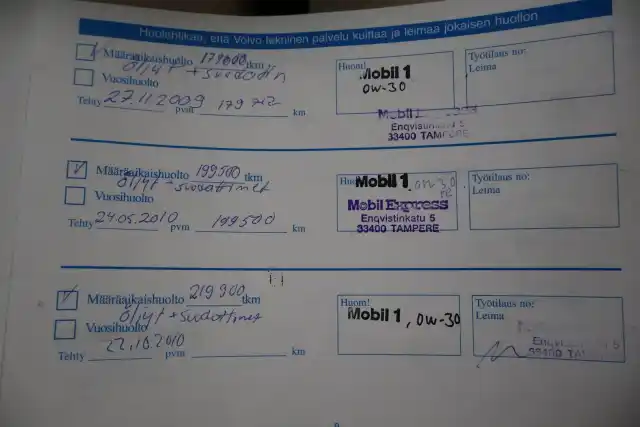 Huolehtikaa, että Volvo tekninen palvelu kuittaa ja leimaa jokaisen huollon
Määräaikaishuolto 179000 tkm
Öljyt + suodatin
Vuosihuolto
Tehty 27.11 2009 pvm 179 712 km
Huom!
Mobil 1
0W-30
Työtilaus no:
Leima
Enqvistinkatu 5
33400 TAMPERE
Määräaikaishuolto 199500 tkm
Öljyt + suodattimet
Vuosihuolto
Tehty 24.05.2010 pvm 199500 km
Mobil 1 0W-30
Mobil Express
Enqvistinkatu 5
33400 TAMPERE
Työtilaus no:
Leima
Määräaikaishuolto 219900 tkm
Öljyt + suodattimet
Vuosihuolto
Tehty 22.10.2010 pvm km
Huom!
Mobil 1, 0W-30
Työtilaus no:
Leima